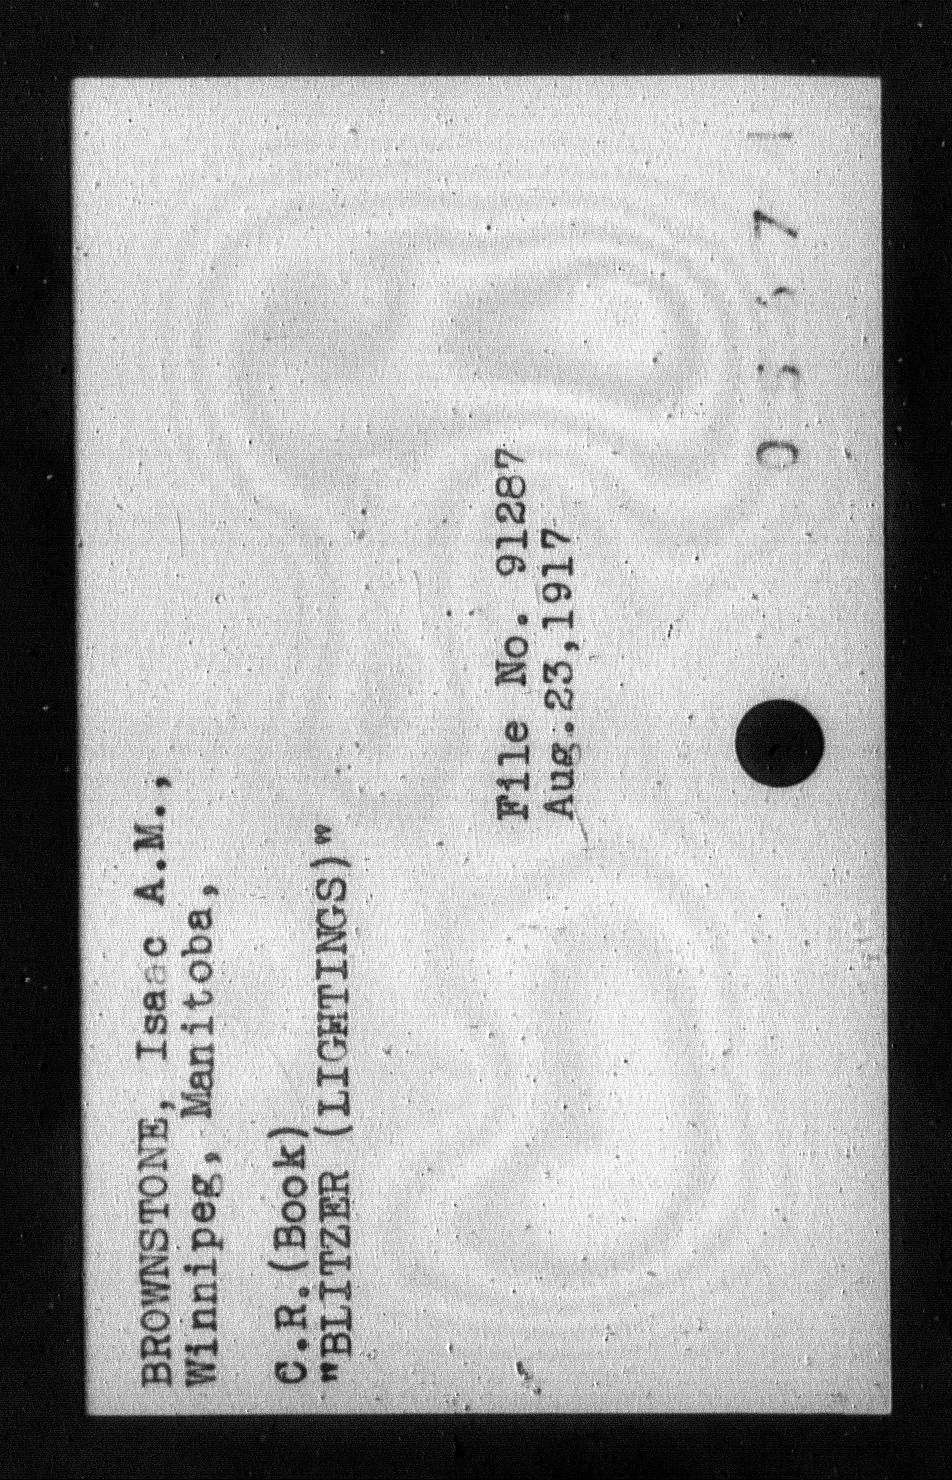 BROWNSTONE, Isaac A.M.,
Winnipeg, Manitoba,
C.R.(Book)
"BLITZER (LIGHTINGS)"
File No. 91287
Aug.23,1917